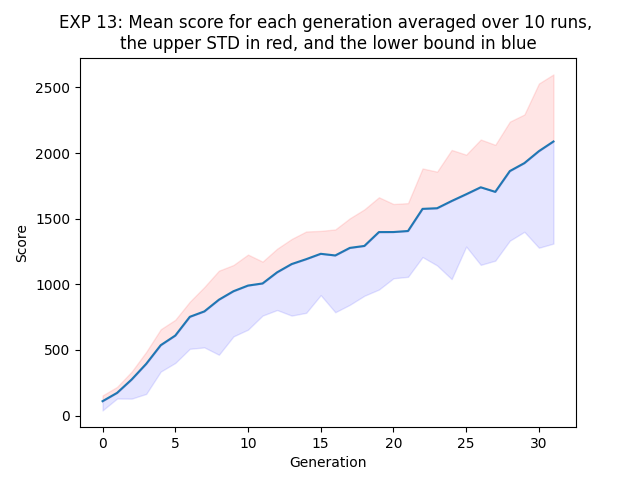 EXP 13: Mean score for each generation averaged over 10 runs,
the upper STD in red, and the lower bound in blue
2500
2000
1500
1000
500
0
Score
0 5 10 15 20 25 30
Generation